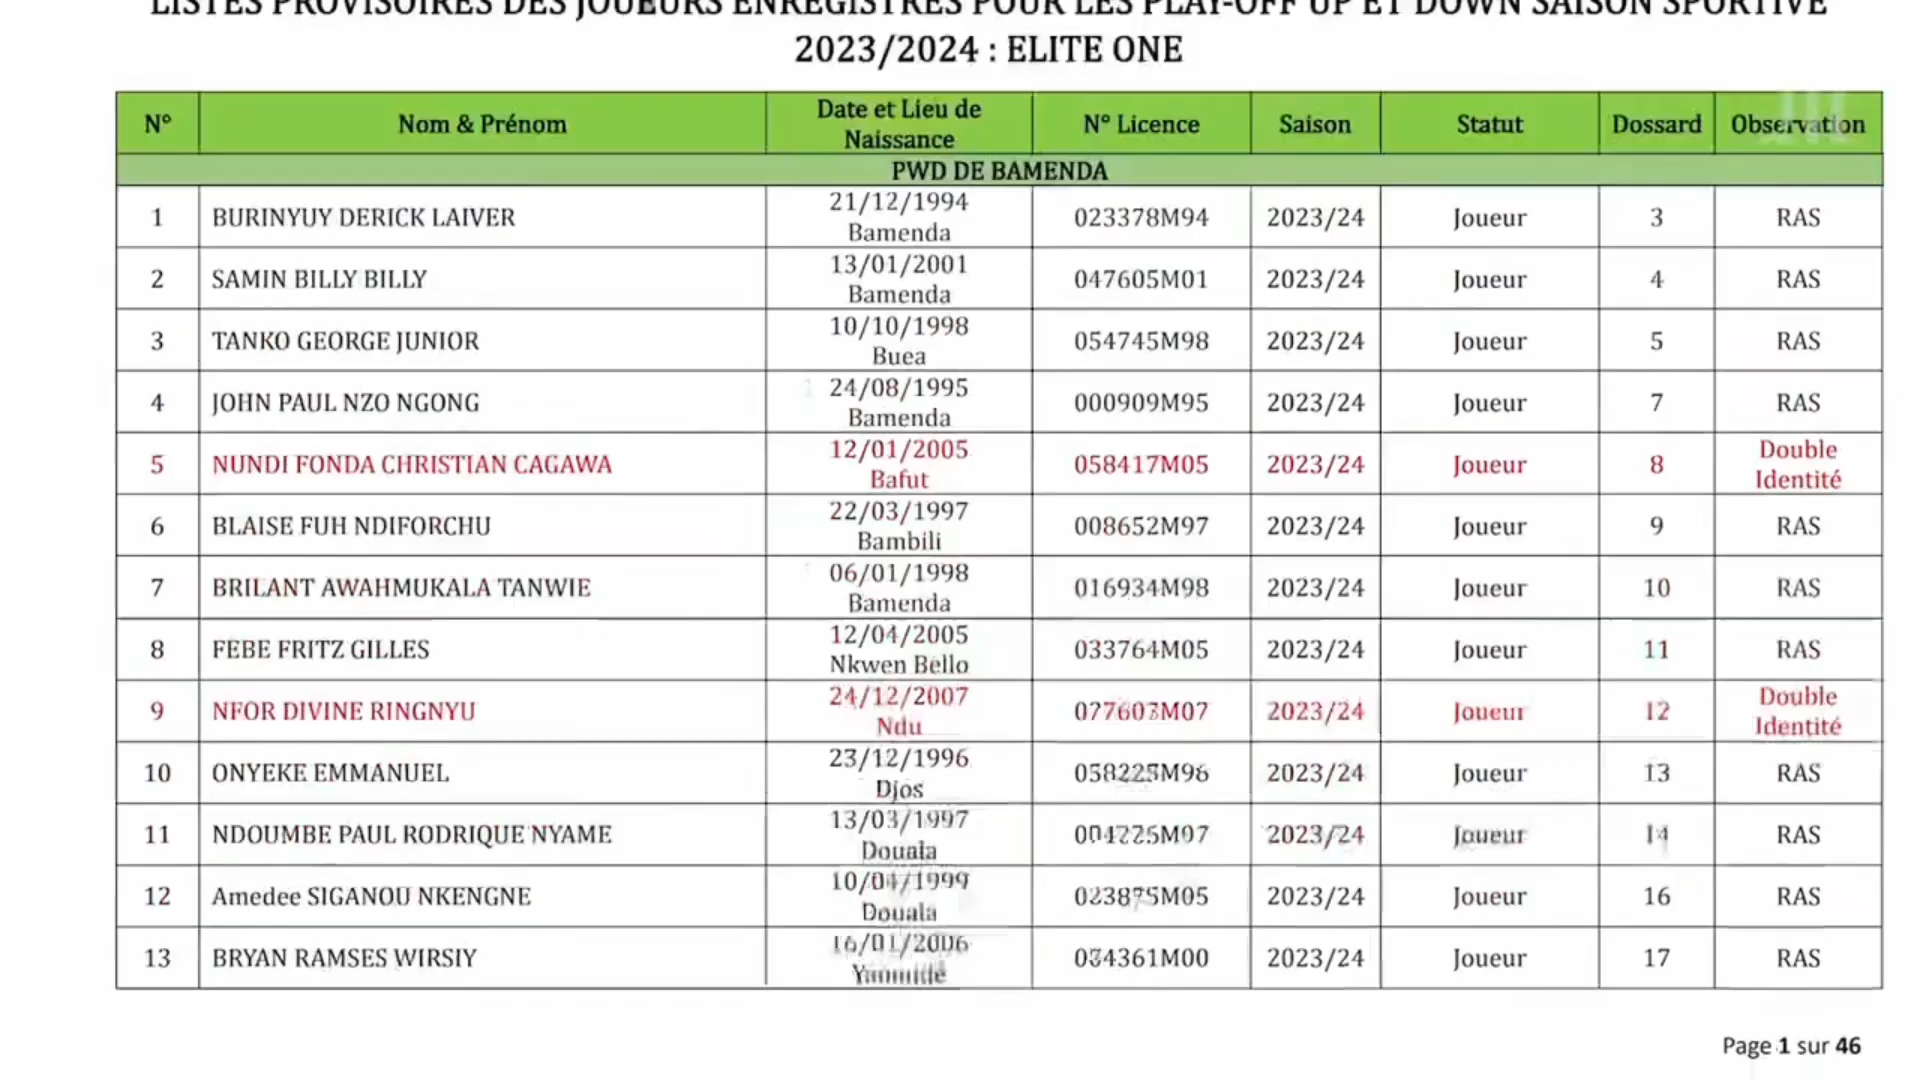 LISTES PROVISOIRES DES JOUEURS ENREGISTRES POUR LES PLAY-OFF UP ET DOWN SAISON SPORTIVE
2023/2024 : ELITE ONE
N° Nom & Prénom Date et Lieu de Naissance N° Licence Saison Statut Dossard Observation
PWD DE BAMENDA
1 BURINYUY DERICK LAIVER 21/12/1994 Bamenda 023378M94 2023/24 Joueur 3 RAS
2 SAMIN BILLY BILLY 13/01/2001 Bamenda 047605M01 2023/24 Joueur 4 RAS
3 TANKO GEORGE JUNIOR 10/10/1998 Buea 054745M98 2023/24 Joueur 5 RAS
4 JOHN PAUL NZO NGONG 24/08/1995 Bamenda 000909M95 2023/24 Joueur 7 RAS
5 NUNDI FONDA CHRISTIAN CAGAWA 12/01/2005 Bafut 058417M05 2023/24 Joueur 8 Double Identité
6 BLAISE FUH NDIFORCHU 22/03/1997 Bambili 008652M97 2023/24 Joueur 9 RAS
7 BRILANT AWAHMUKALA TANWIE 06/01/1998 Bamenda 016934M98 2023/24 Joueur 10 RAS
8 FEBE FRITZ GILLES 12/04/2005 Nkwen Bello 033764M05 2023/24 Joueur 11 RAS
9 NFOR DIVINE RINGNYU 24/12/2007 Ndu 2023/24 Joueur 12 Double Identité
10 ONYEKE EMMANUEL 23/12/1996 Djos 2023/24 Joueur 13 RAS
11 NDOUMBE PAUL RODRIQUE NYAME 13/03/1997 Douala 2023/24 Joueur 14 RAS
12 Amedee SIGANOU NKENGNE 10/04/1999 Douala 023875M05 2023/24 Joueur 16 RAS
13 BRYAN RAMSES WIRSIY 16/01/2006 2023/24 Joueur 17 RAS
Page 1 sur 46